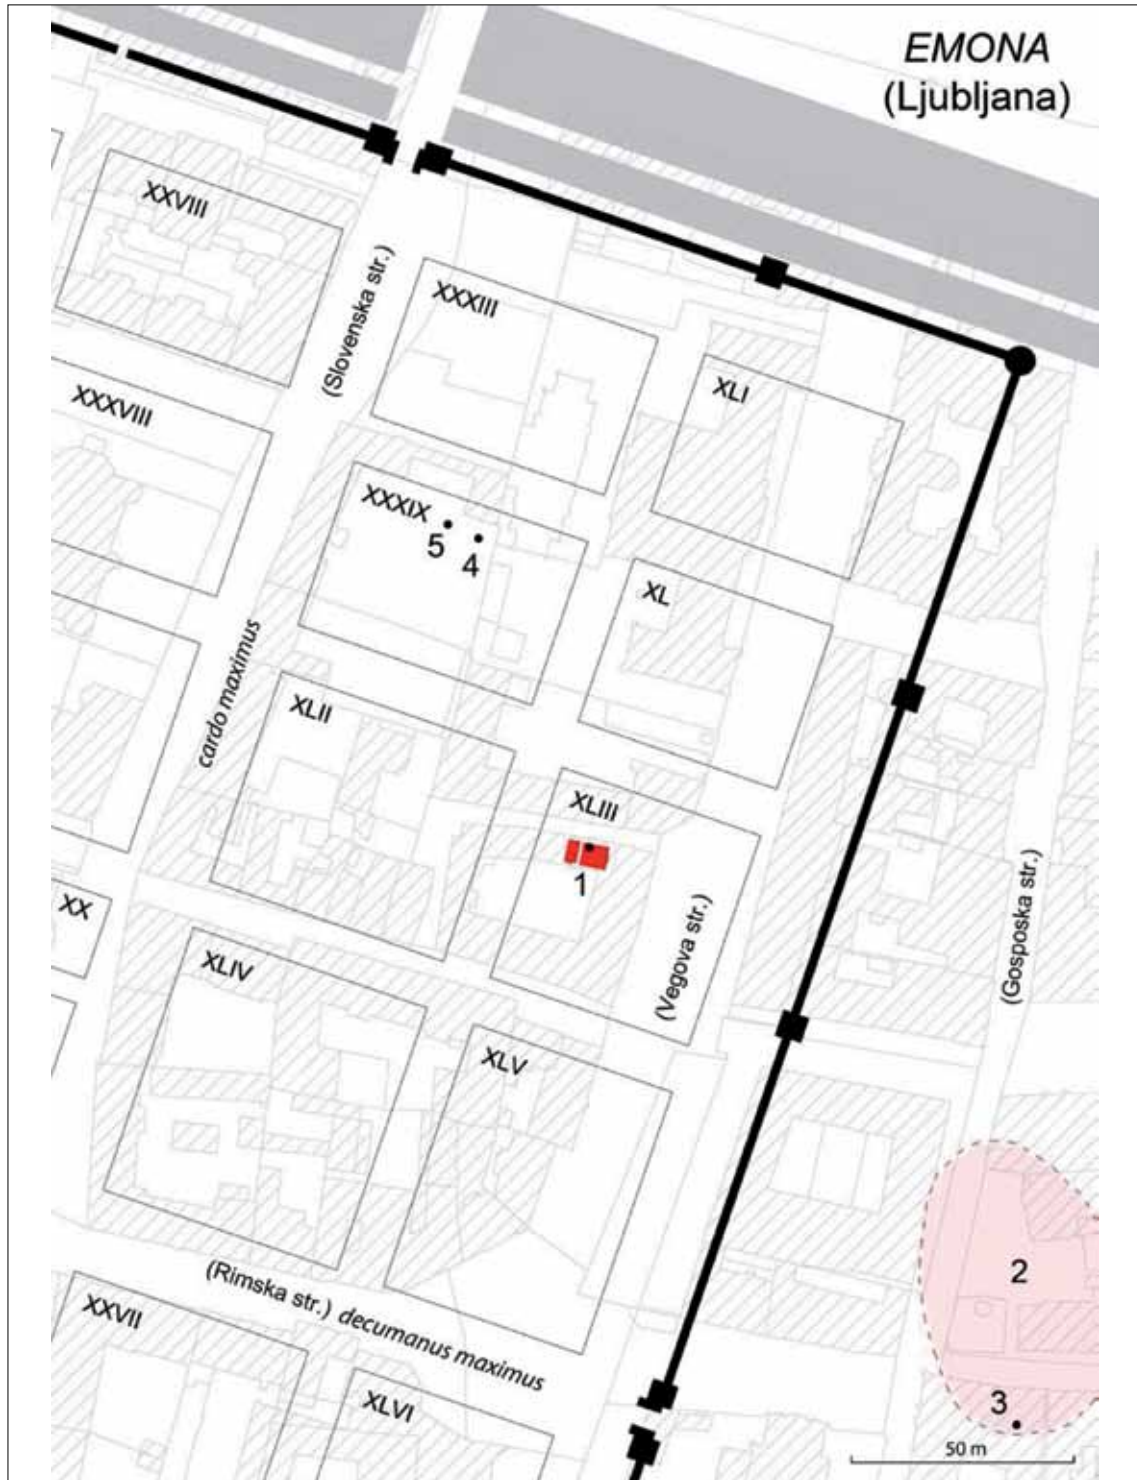 EMONA
(Ljubljana)
XXVIII
(Slovenska str.)
XXXIII
XLI
XXXVIII
XXXIX
5
4
XL
cardo maximus
XLII
XLIII
1
(Vegova str.)
(Gosposka str.)
XX
XLIV
XLV
2
(Rimska str.) decumanus maximus
XXVII
XLVI
3
50 m